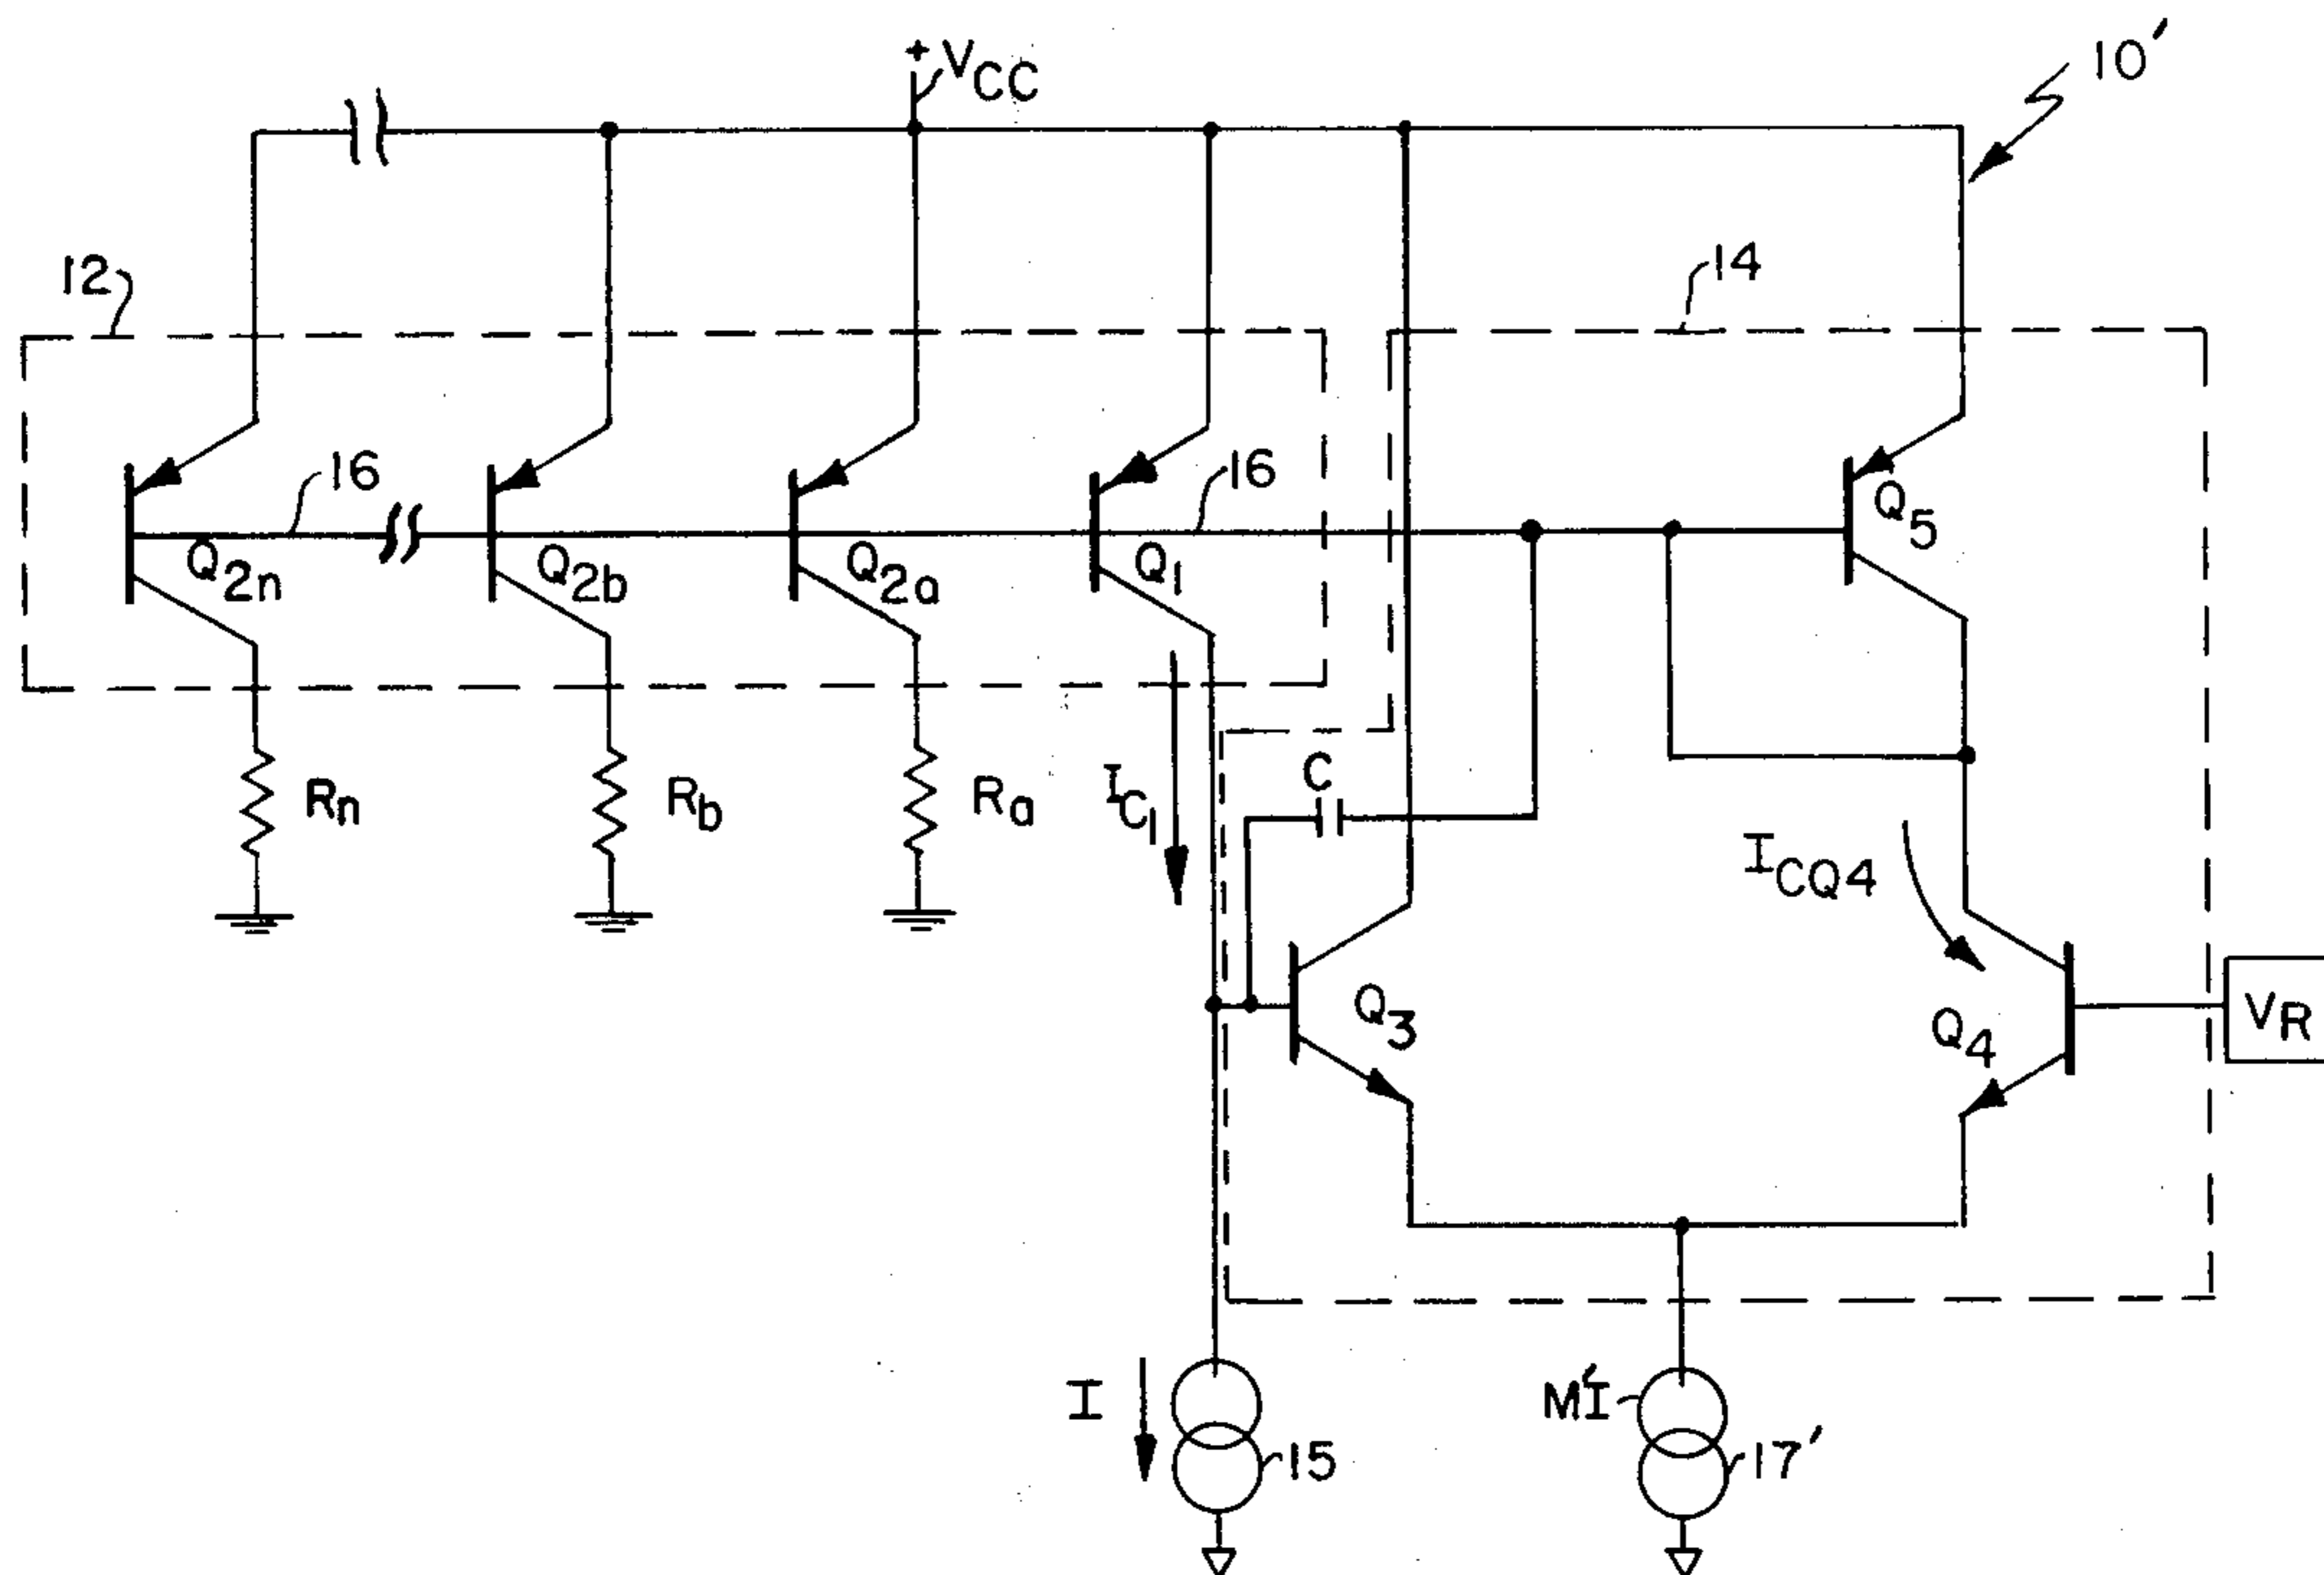 +VCC
10'
12
14
16
16
Q5
Q2n
Q2b
Q2a
Q1
Rn
Rb
Ra
IC1
C
ICQ4
Q3
Q4
VR
I
15
M'I
17'